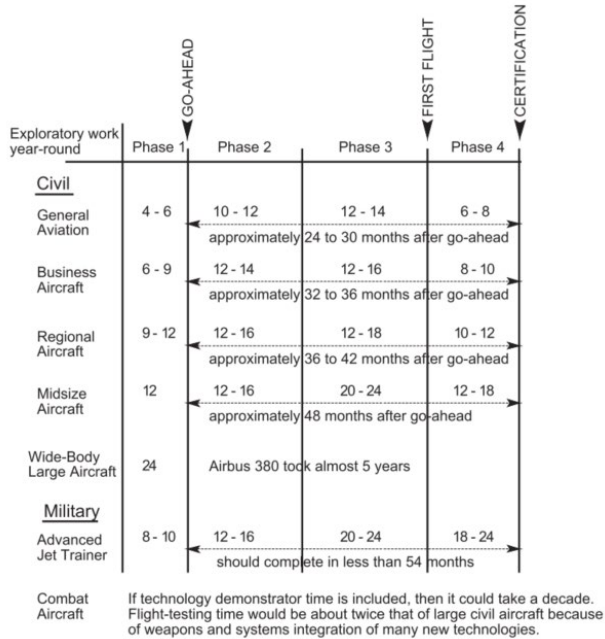 GO-AHEAD
FIRST FLIGHT
CERTIFICATION
Exploratory work
year-round
Phase 1 Phase 2 Phase 3 Phase 4
Civil
General
Aviation
4 - 6 10 - 12 12 - 14 6 - 8
approximately 24 to 30 months after go-ahead
Business
Aircraft
6 - 9 12 - 14 12 - 16 8 - 10
approximately 32 to 36 months after go-ahead
Regional
Aircraft
9 - 12 12 - 16 12 - 18 10 - 12
approximately 36 to 42 months after go-ahead
Midsize
Aircraft
12 12 - 16 20 - 24 12 - 18
approximately 48 months after go-ahead
Wide-Body
Large Aircraft
24 Airbus 380 took almost 5 years
Military
Advanced
Jet Trainer
8 - 10 12 - 16 20 - 24 18 - 24
should complete in less than 54 months
Combat
Aircraft
If technology demonstrator time is included, then it could take a decade.
Flight-testing time would be about twice that of large civil aircraft because
of weapons and systems integration of many new technologies.